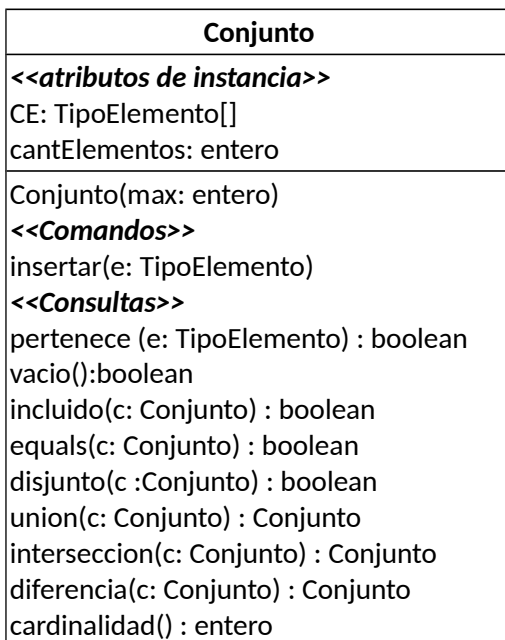 Conjunto
<<atributos de instancia>>
CE: TipoElemento[]
cantElementos: entero
Conjunto(max: entero)
<<Comandos>>
insertar(e: TipoElemento)
<<Consultas>>
pertenece (e: TipoElemento) : boolean
vacio():boolean
incluido(c: Conjunto) : boolean
equals(c: Conjunto) : boolean
disjunto(c :Conjunto) : boolean
union(c: Conjunto) : Conjunto
interseccion(c: Conjunto) : Conjunto
diferencia(c: Conjunto) : Conjunto
cardinalidad() : entero